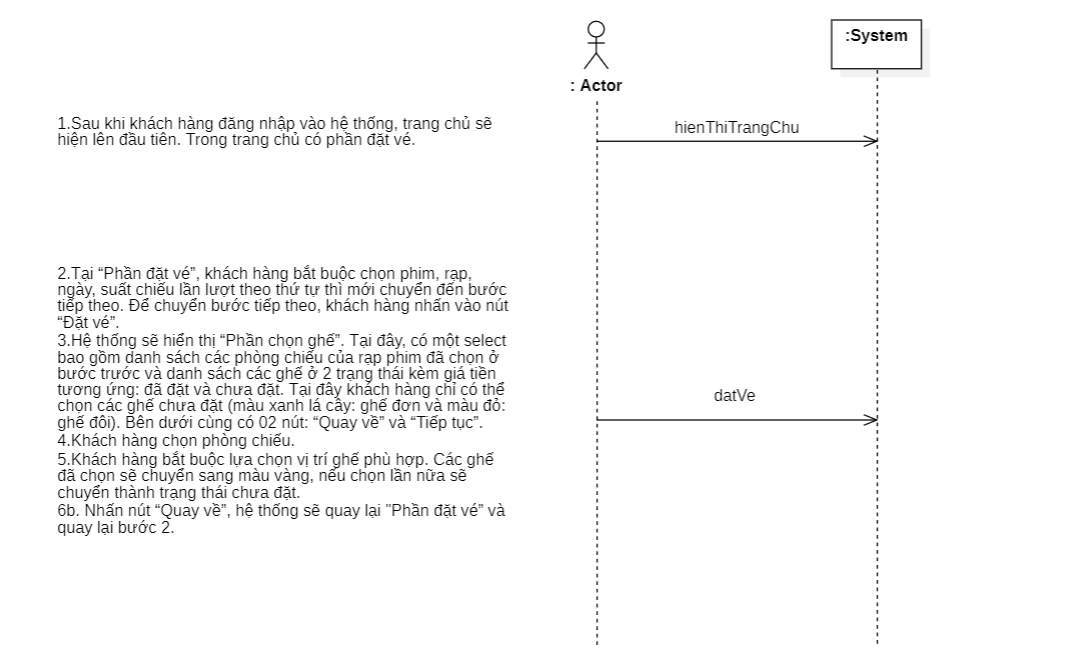 :System
: Actor
1.Sau khi khách hàng đăng nhập vào hệ thống, trang chủ sẽ
hiện lên đầu tiên. Trong trang chủ có phần đặt vé.
hienThiTrangChu
2.Tại “Phần đặt vé”, khách hàng bắt buộc chọn phim, rạp,
ngày, suất chiếu lần lượt theo thứ tự thì mới chuyển đến bước
tiếp theo. Để chuyển bước tiếp theo, khách hàng nhấn vào nút
“Đặt vé”.
3.Hệ thống sẽ hiển thị “Phần chọn ghế”. Tại đây, có một select
bao gồm danh sách các phòng chiếu của rạp phim đã chọn ở
bước trước và danh sách các ghế ở 2 trạng thái kèm giá tiền
tương ứng: đã đặt và chưa đặt. Tại đây khách hàng chỉ có thể
chọn các ghế chưa đặt (màu xanh lá cây: ghế đơn và màu đỏ:
ghế đôi). Bên dưới cùng có 02 nút: “Quay về” và “Tiếp tục”.
4.Khách hàng chọn phòng chiếu.
5.Khách hàng bắt buộc lựa chọn vị trí ghế phù hợp. Các ghế
đã chọn sẽ chuyển sang màu vàng, nếu chọn lần nữa sẽ
chuyển thành trạng thái chưa đặt.
6b. Nhấn nút “Quay về”, hệ thống sẽ quay lại "Phần đặt vé” và
quay lại bước 2.
datVe